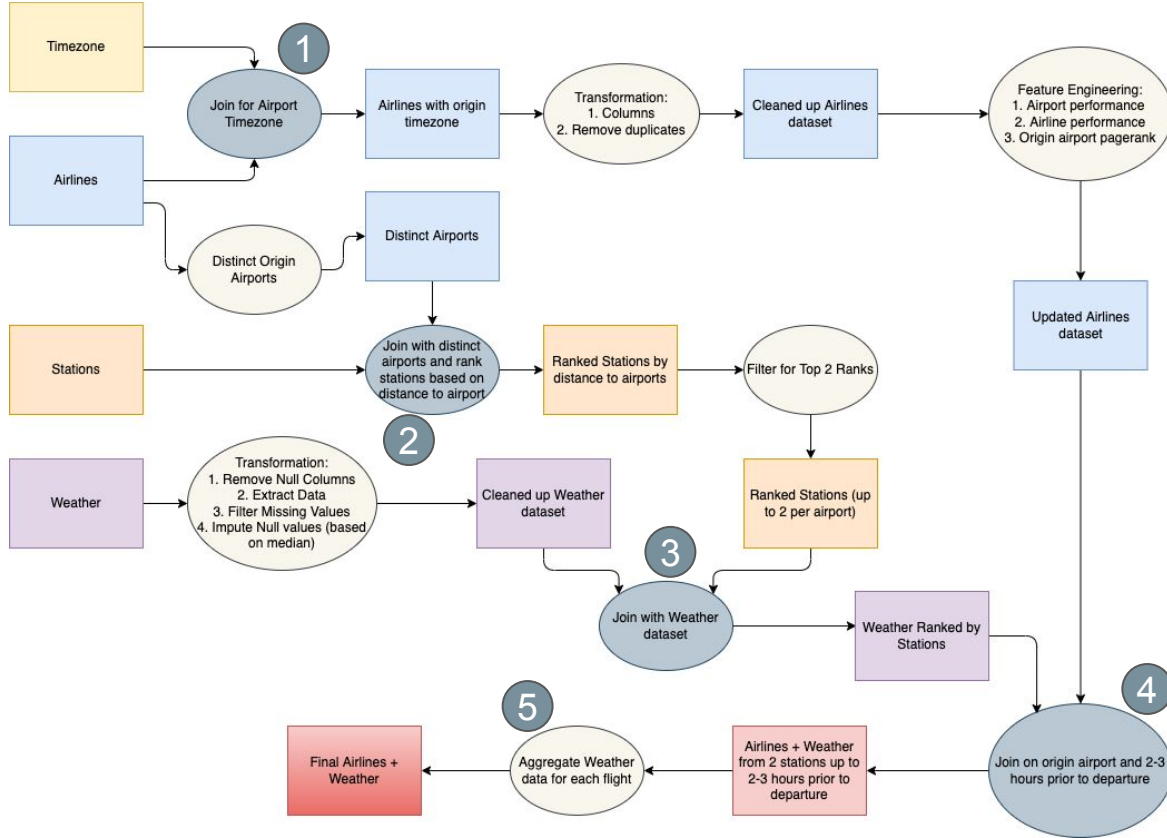 Timezone
1
Join for Airport
Timezone
Airlines with origin
timezone
Transformation:
1. Columns
2. Remove duplicates
Cleaned up Airlines
dataset
Feature Engineering:
1. Airport performance
2. Airline performance
3. Origin airport pagerank
Airlines
Distinct Origin
Airports
Distinct Airports
Updated Airlines
dataset
Stations
Join with distinct
airports and rank
stations based on
distance to airport
2
Ranked Stations by
distance to airports
Filter for Top 2 Ranks
Weather
Transformation:
1. Remove Null Columns
2. Extract Data
3. Filter Missing Values
4. Impute Null values (based
on median)
Cleaned up Weather
dataset
Ranked Stations (up
to 2 per airport)
3
Join with Weather
dataset
Weather Ranked by
Stations
4
Join on origin airport and 2-3
hours prior to departure
Airlines + Weather
from 2 stations up to
2-3 hours prior to
departure
5
Aggregate Weather
data for each flight
Final Airlines +
Weather